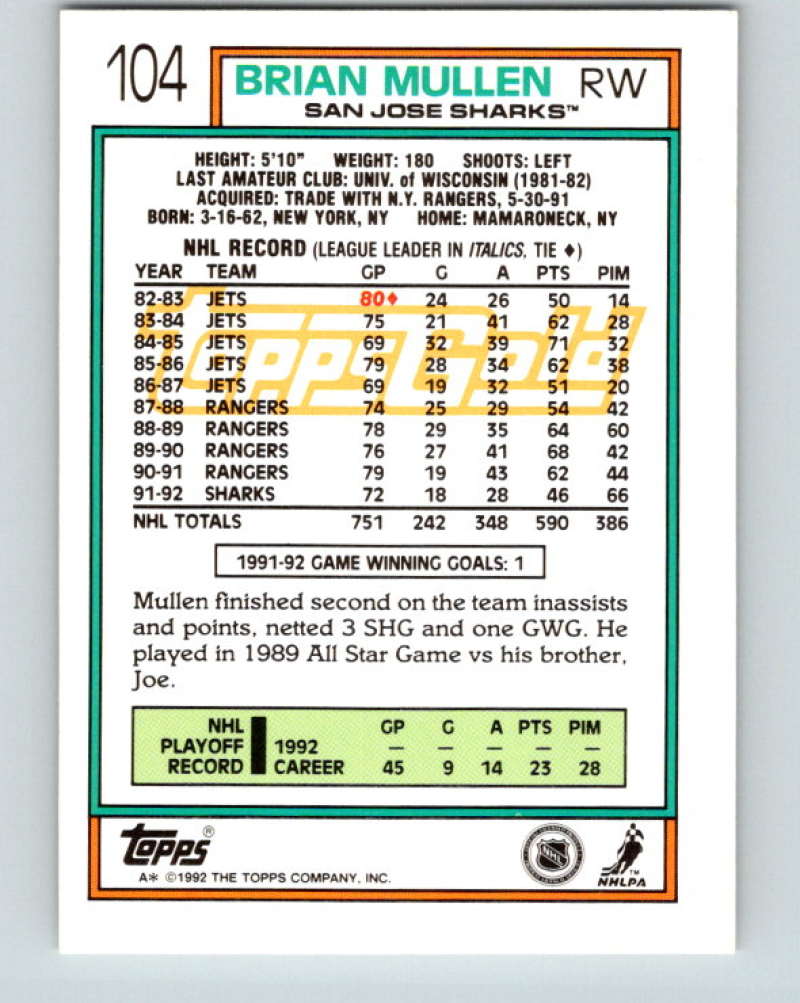 104
BRIAN MULLEN RW
SAN JOSE SHARKS™
HEIGHT: 5'10" WEIGHT: 180 SHOOTS: LEFT
LAST AMATEUR CLUB: UNIV. of WISCONSIN (1981-82)
ACQUIRED: TRADE WITH N.Y. RANGERS, 5-30-91
BORN: 3-16-62, NEW YORK, NY HOME: MAMARONECK, NY
NHL RECORD (LEAGUE LEADER IN ITALICS, TIE ♦)
YEAR TEAM GP G A PTS PIM
82-83 JETS 80♦ 24 26 50 14
83-84 JETS 75 21 41 62 28
84-85 JETS 69 32 39 71 32
85-86 JETS 79 28 34 62 38
86-87 JETS 69 19 32 51 20
87-88 RANGERS 74 25 29 54 42
88-89 RANGERS 78 29 35 64 60
89-90 RANGERS 76 27 41 68 42
90-91 RANGERS 79 19 43 62 44
91-92 SHARKS 72 18 28 46 66
NHL TOTALS 751 242 348 590 386
Topps Gold
1991-92 GAME WINNING GOALS: 1
Mullen finished second on the team inassists
and points, netted 3 SHG and one GWG. He
played in 1989 All Star Game vs his brother,
Joe.
NHL GP G A PTS PIM
PLAYOFF 1992 — — — — —
RECORD CAREER 45 9 14 23 28
Topps®
NHL
™
NHLPA
A* ©1992 THE TOPPS COMPANY, INC.